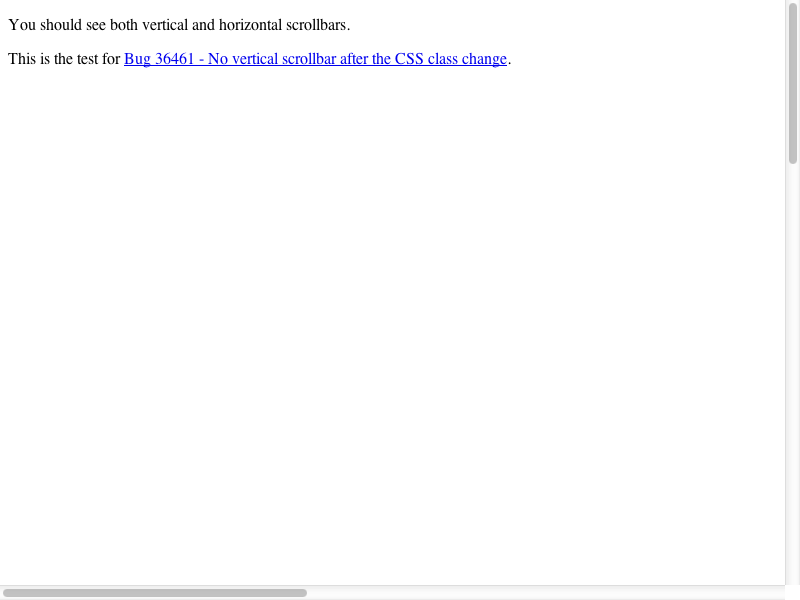 You should see both vertical and horizontal scrollbars.
This is the test for Bug 36461 - No vertical scrollbar after the CSS class change.